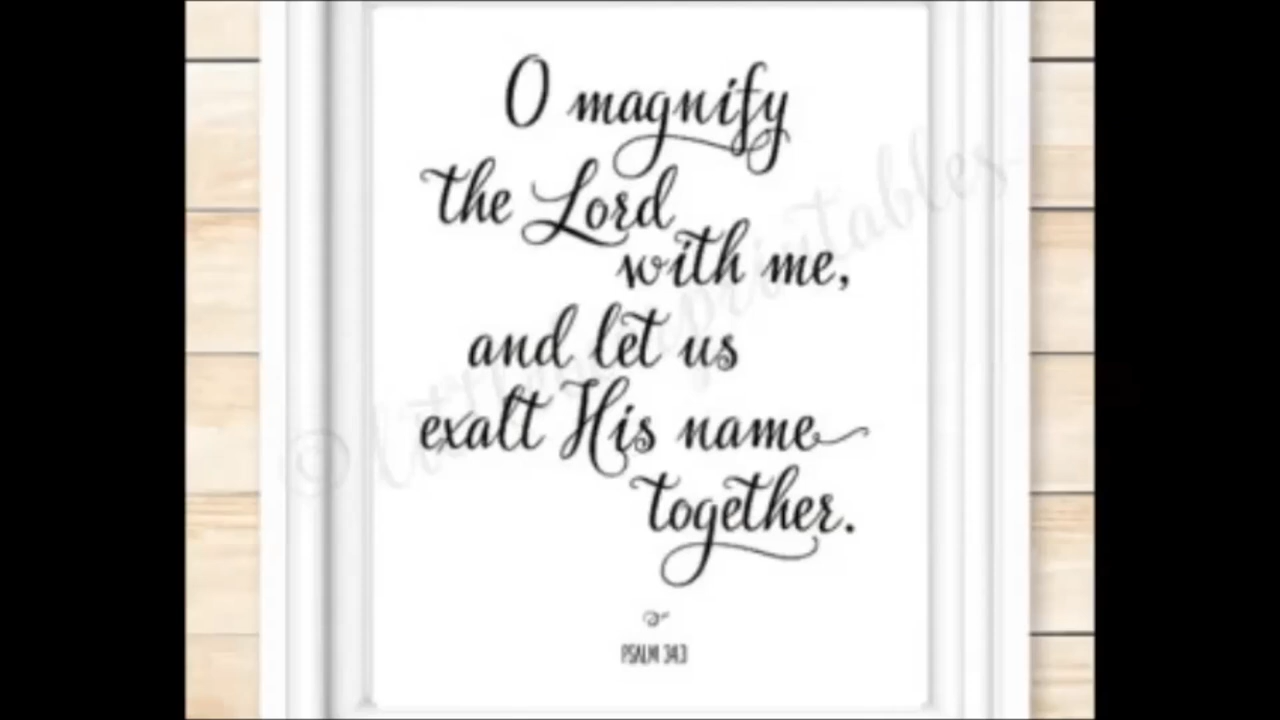 O magnify
the Lord
with me,
and let us
exalt His name
together.
PSALM 34:3